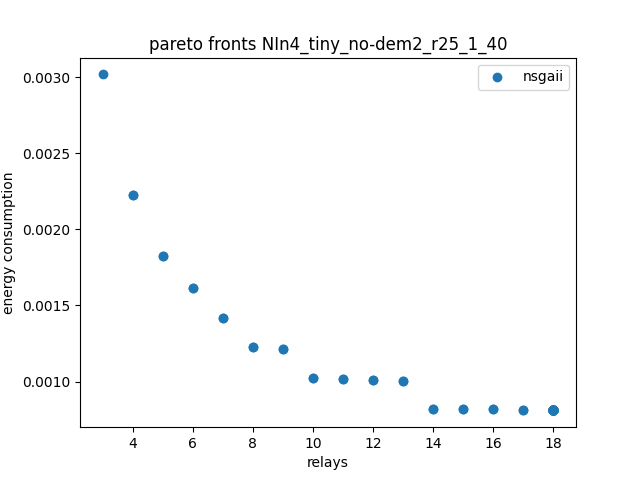 pareto fronts NIn4_tiny_no-dem2_r25_1_40
nsgaii
energy consumption
0.0030
0.0025
0.0020
0.0015
0.0010
4 6 8 10 12 14 16 18
relays